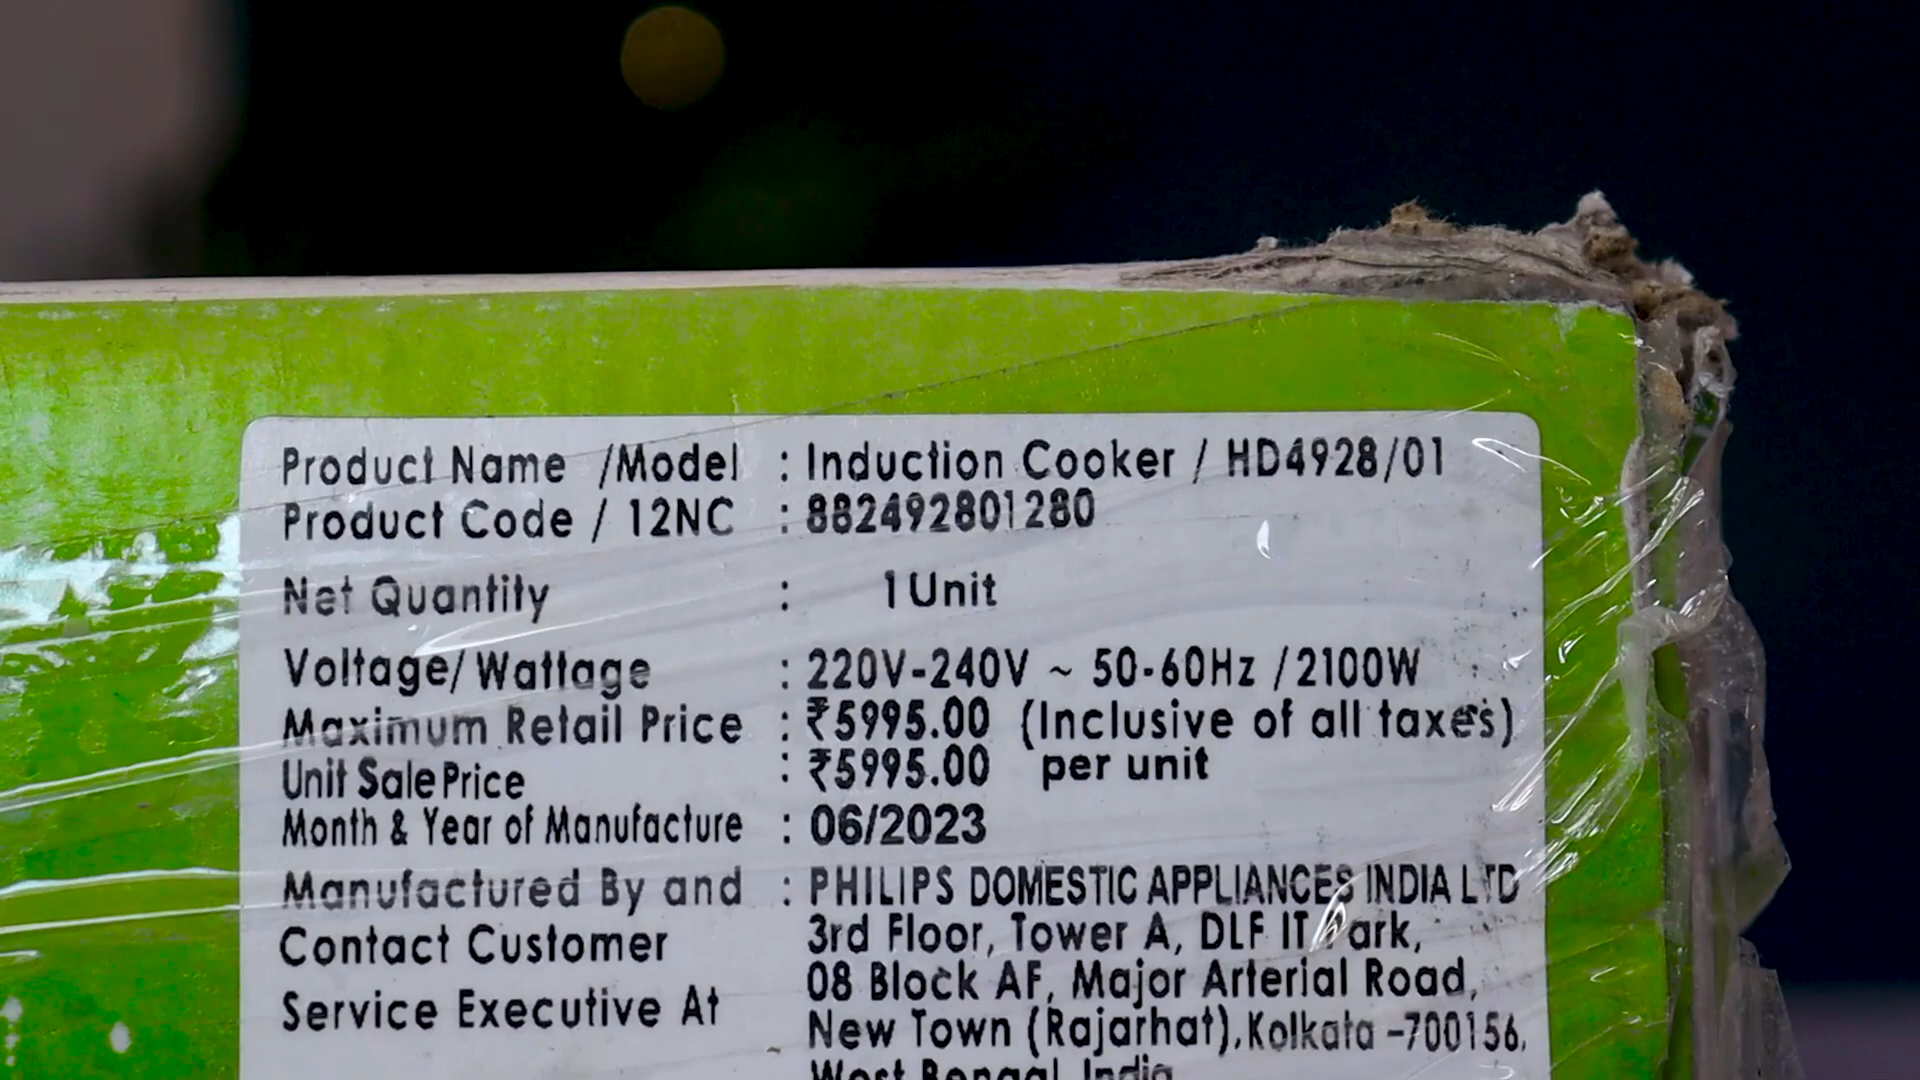 Product Name /Model : Induction Cooker / HD4928/01
Product Code / 12NC : 882492801280
Net Quantity : 1 Unit
Voltage/ Wattage : 220V-240V ~ 50-60Hz / 2100W
Maximum Retail Price : ₹5995.00 (Inclusive of all taxes)
Unit Sale Price : ₹5995.00 per unit
Month & Year of Manufacture : 06/2023
Manufactured By and : PHILIPS DOMESTIC APPLIANCES INDIA LTD
3rd Floor, Tower A, DLF IT Park,
Contact Customer
08 Block AF, Major Arterial Road,
Service Executive At
New Town (Rajarhat), Kolkata -700156,
West Bengal, India